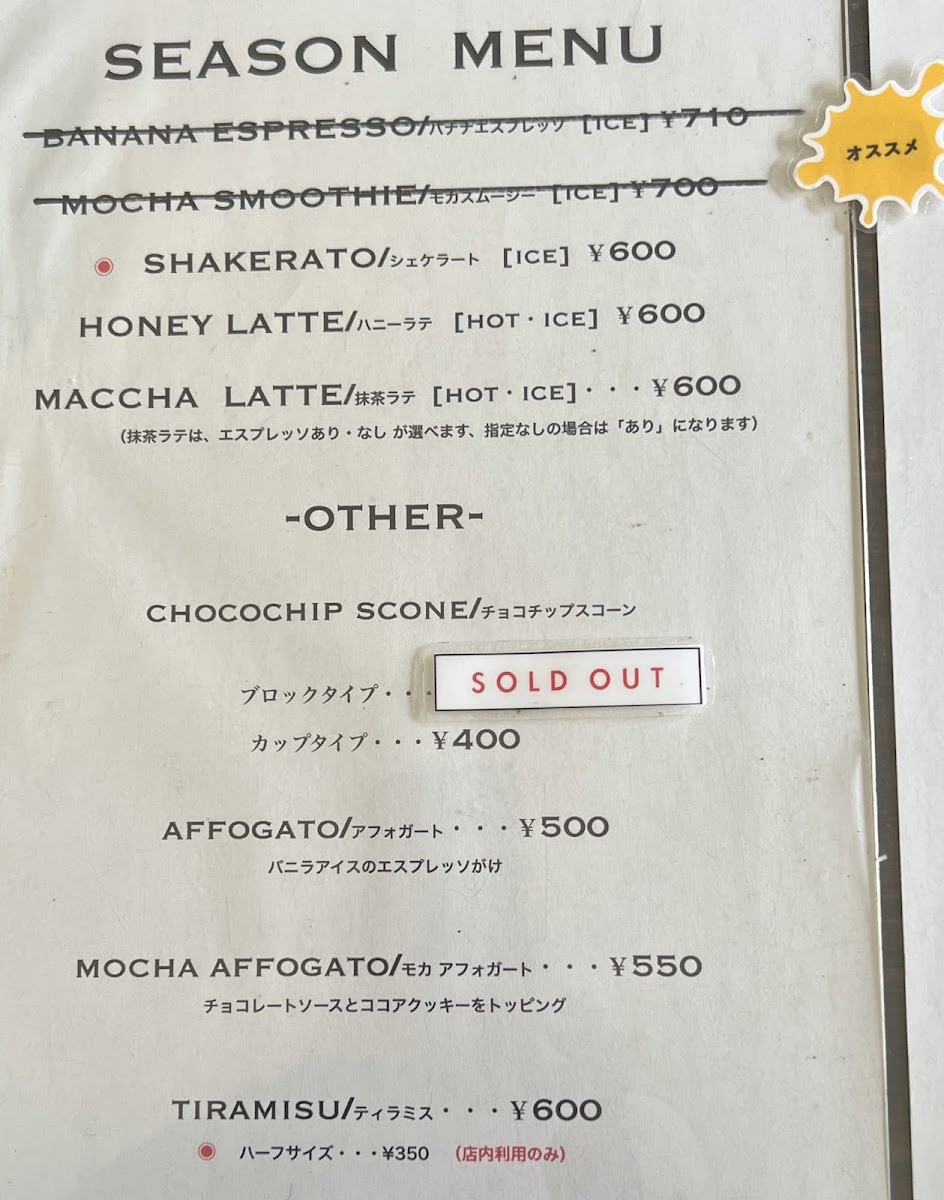 SEASON MENU
BANANA ESPRESSO/バナナエスプレッソ [ICE] ¥710
オススメ
MOCHA SMOOTHIE/モカスムージー [ICE] ¥700
SHAKERATO/シェケラート [ICE] ¥600
HONEY LATTE/ハニーラテ [HOT・ICE] ¥600
MACCHA LATTE/抹茶ラテ [HOT・ICE]・・・¥600
（抹茶ラテは、エスプレッソあり・なし が選べます、指定なしの場合は「あり」になります）
-OTHER-
CHOCOCHIP SCONE/チョコチップスコーン
ブロックタイプ・・・ SOLD OUT
カップタイプ・・・¥400
AFFOGATO/アフォガート・・・¥500
バニラアイスのエスプレッソがけ
MOCHA AFFOGATO/モカ アフォガート・・・¥550
チョコレートソースとココアクッキーをトッピング
TIRAMISU/ティラミス・・・¥600
ハーフサイズ・・・¥350 （店内利用のみ）